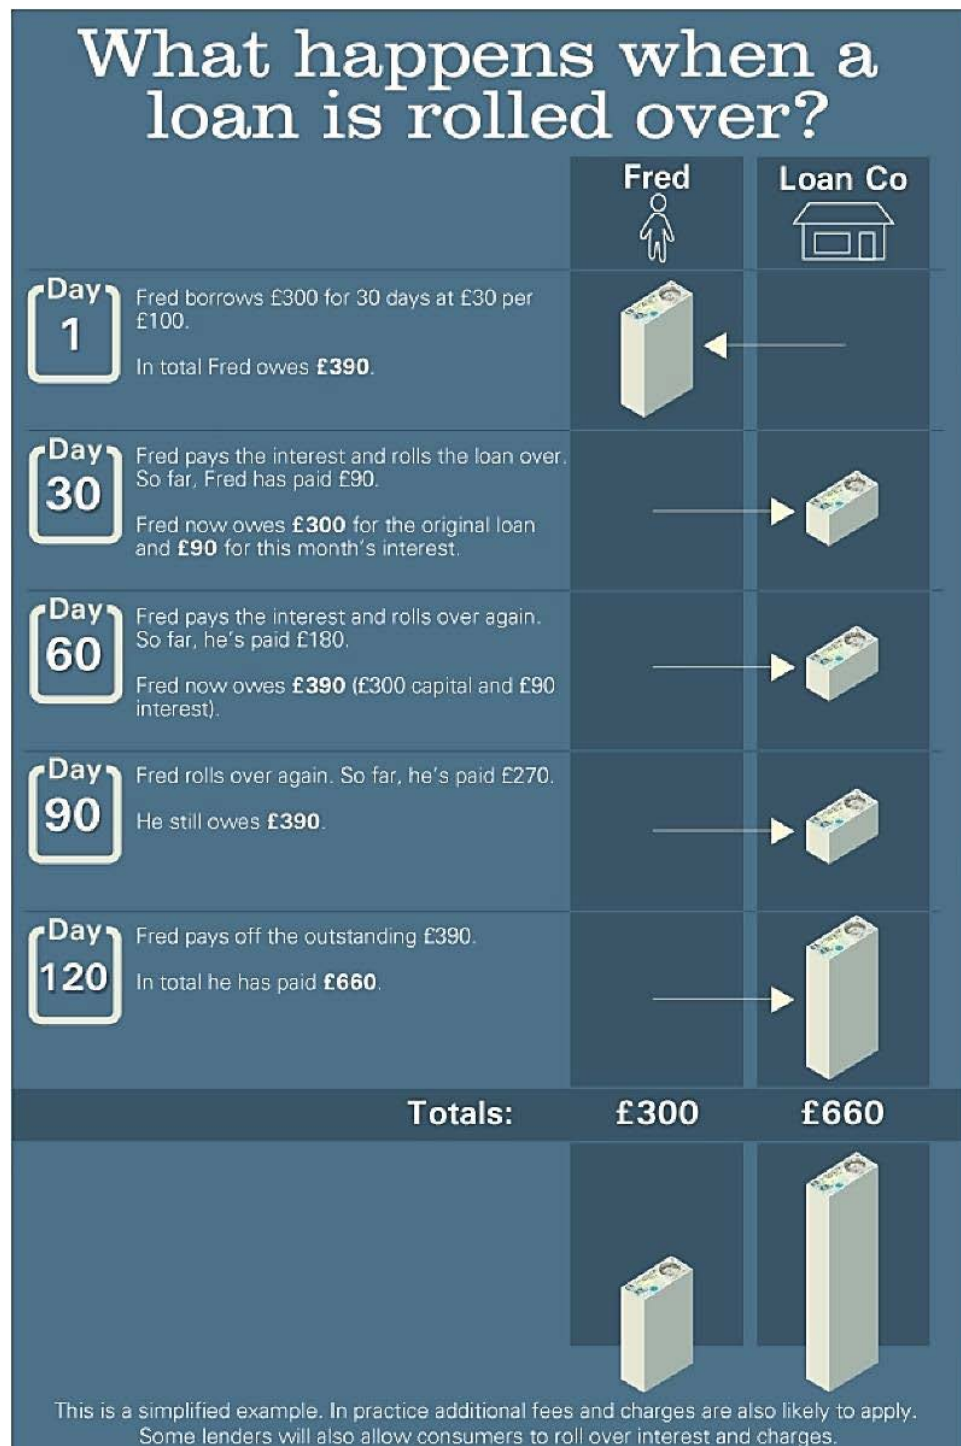 What happens when a
loan is rolled over?
Fred
Loan Co
Day
1
Fred borrows £300 for 30 days at £30 per
£100.
In total Fred owes £390.
Day
30
Fred pays the interest and rolls the loan over.
So far, Fred has paid £90.
Fred now owes £300 for the original loan
and £90 for this month's interest.
Day
60
Fred pays the interest and rolls over again.
So far, he's paid £180.
Fred now owes £390 (£300 capital and £90
interest).
Day
90
Fred rolls over again. So far, he's paid £270.
He still owes £390.
Day
120
Fred pays off the outstanding £390.
In total he has paid £660.
Totals:
£300
£660
This is a simplified example. In practice additional fees and charges are also likely to apply.
Some lenders will also allow consumers to roll over interest and charges.